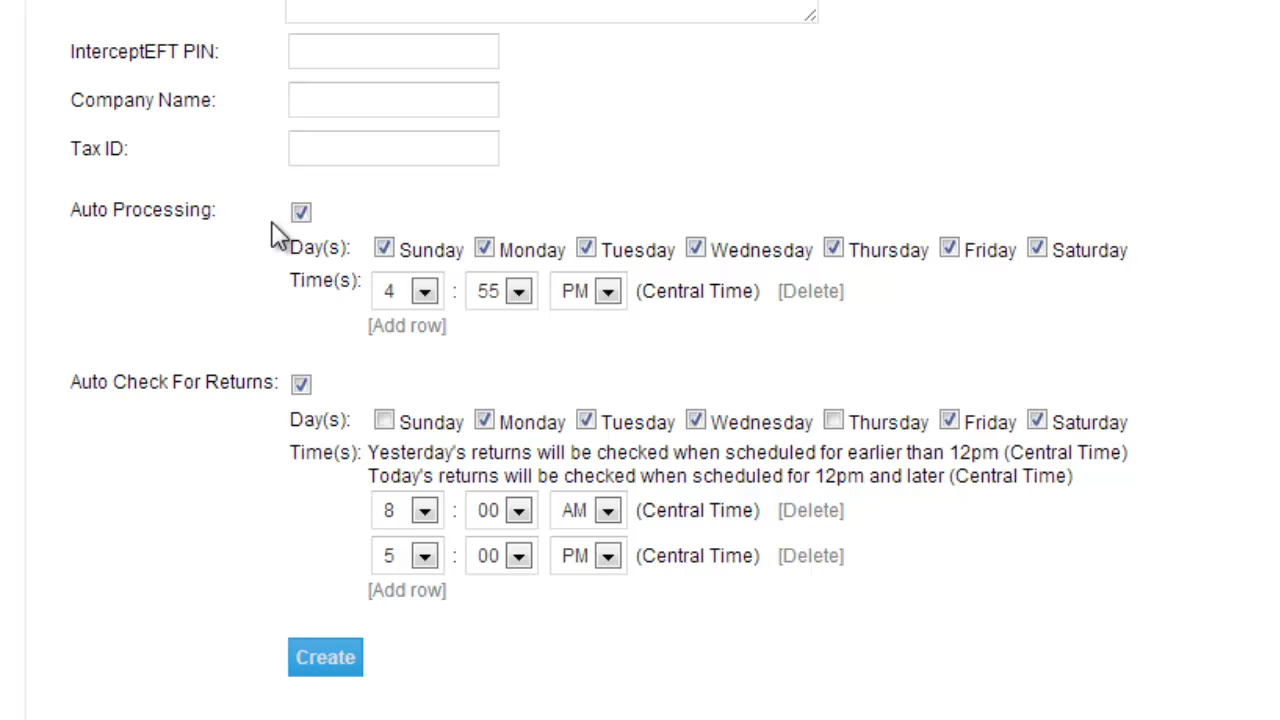 InterceptEFT PIN:
Company Name:
Tax ID:
Auto Processing:
Day(s): Sunday Monday Tuesday Wednesday Thursday Friday Saturday
Time(s): 4 : 55 PM (Central Time) [Delete]
[Add row]
Auto Check For Returns:
Day(s): Sunday Monday Tuesday Wednesday Thursday Friday Saturday
Time(s): Yesterday's returns will be checked when scheduled for earlier than 12pm (Central Time)
Today's returns will be checked when scheduled for 12pm and later (Central Time)
8 : 00 AM (Central Time) [Delete]
5 : 00 PM (Central Time) [Delete]
[Add row]
Create